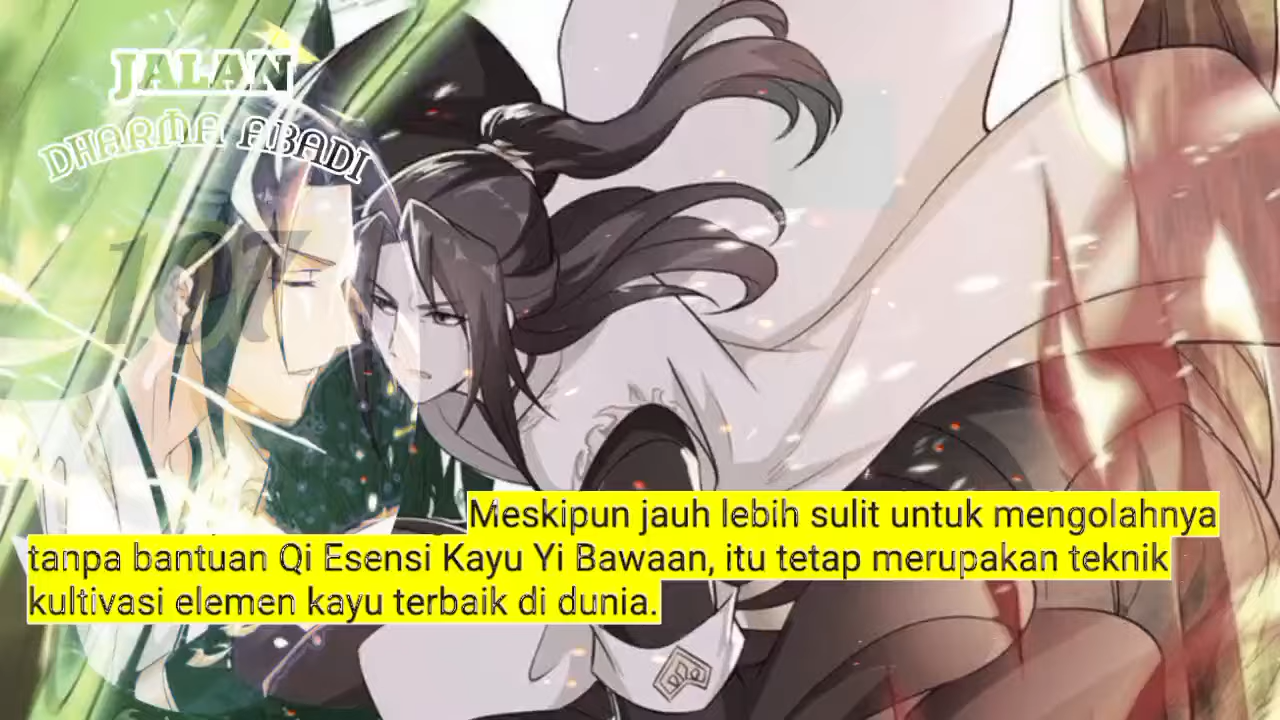 JALAN
DHARMA ABADI
107
Meskipun jauh lebih sulit untuk mengolahnya
tanpa bantuan Qi Esensi Kayu Yi Bawaan, itu tetap merupakan teknik
kultivasi elemen kayu terbaik di dunia.